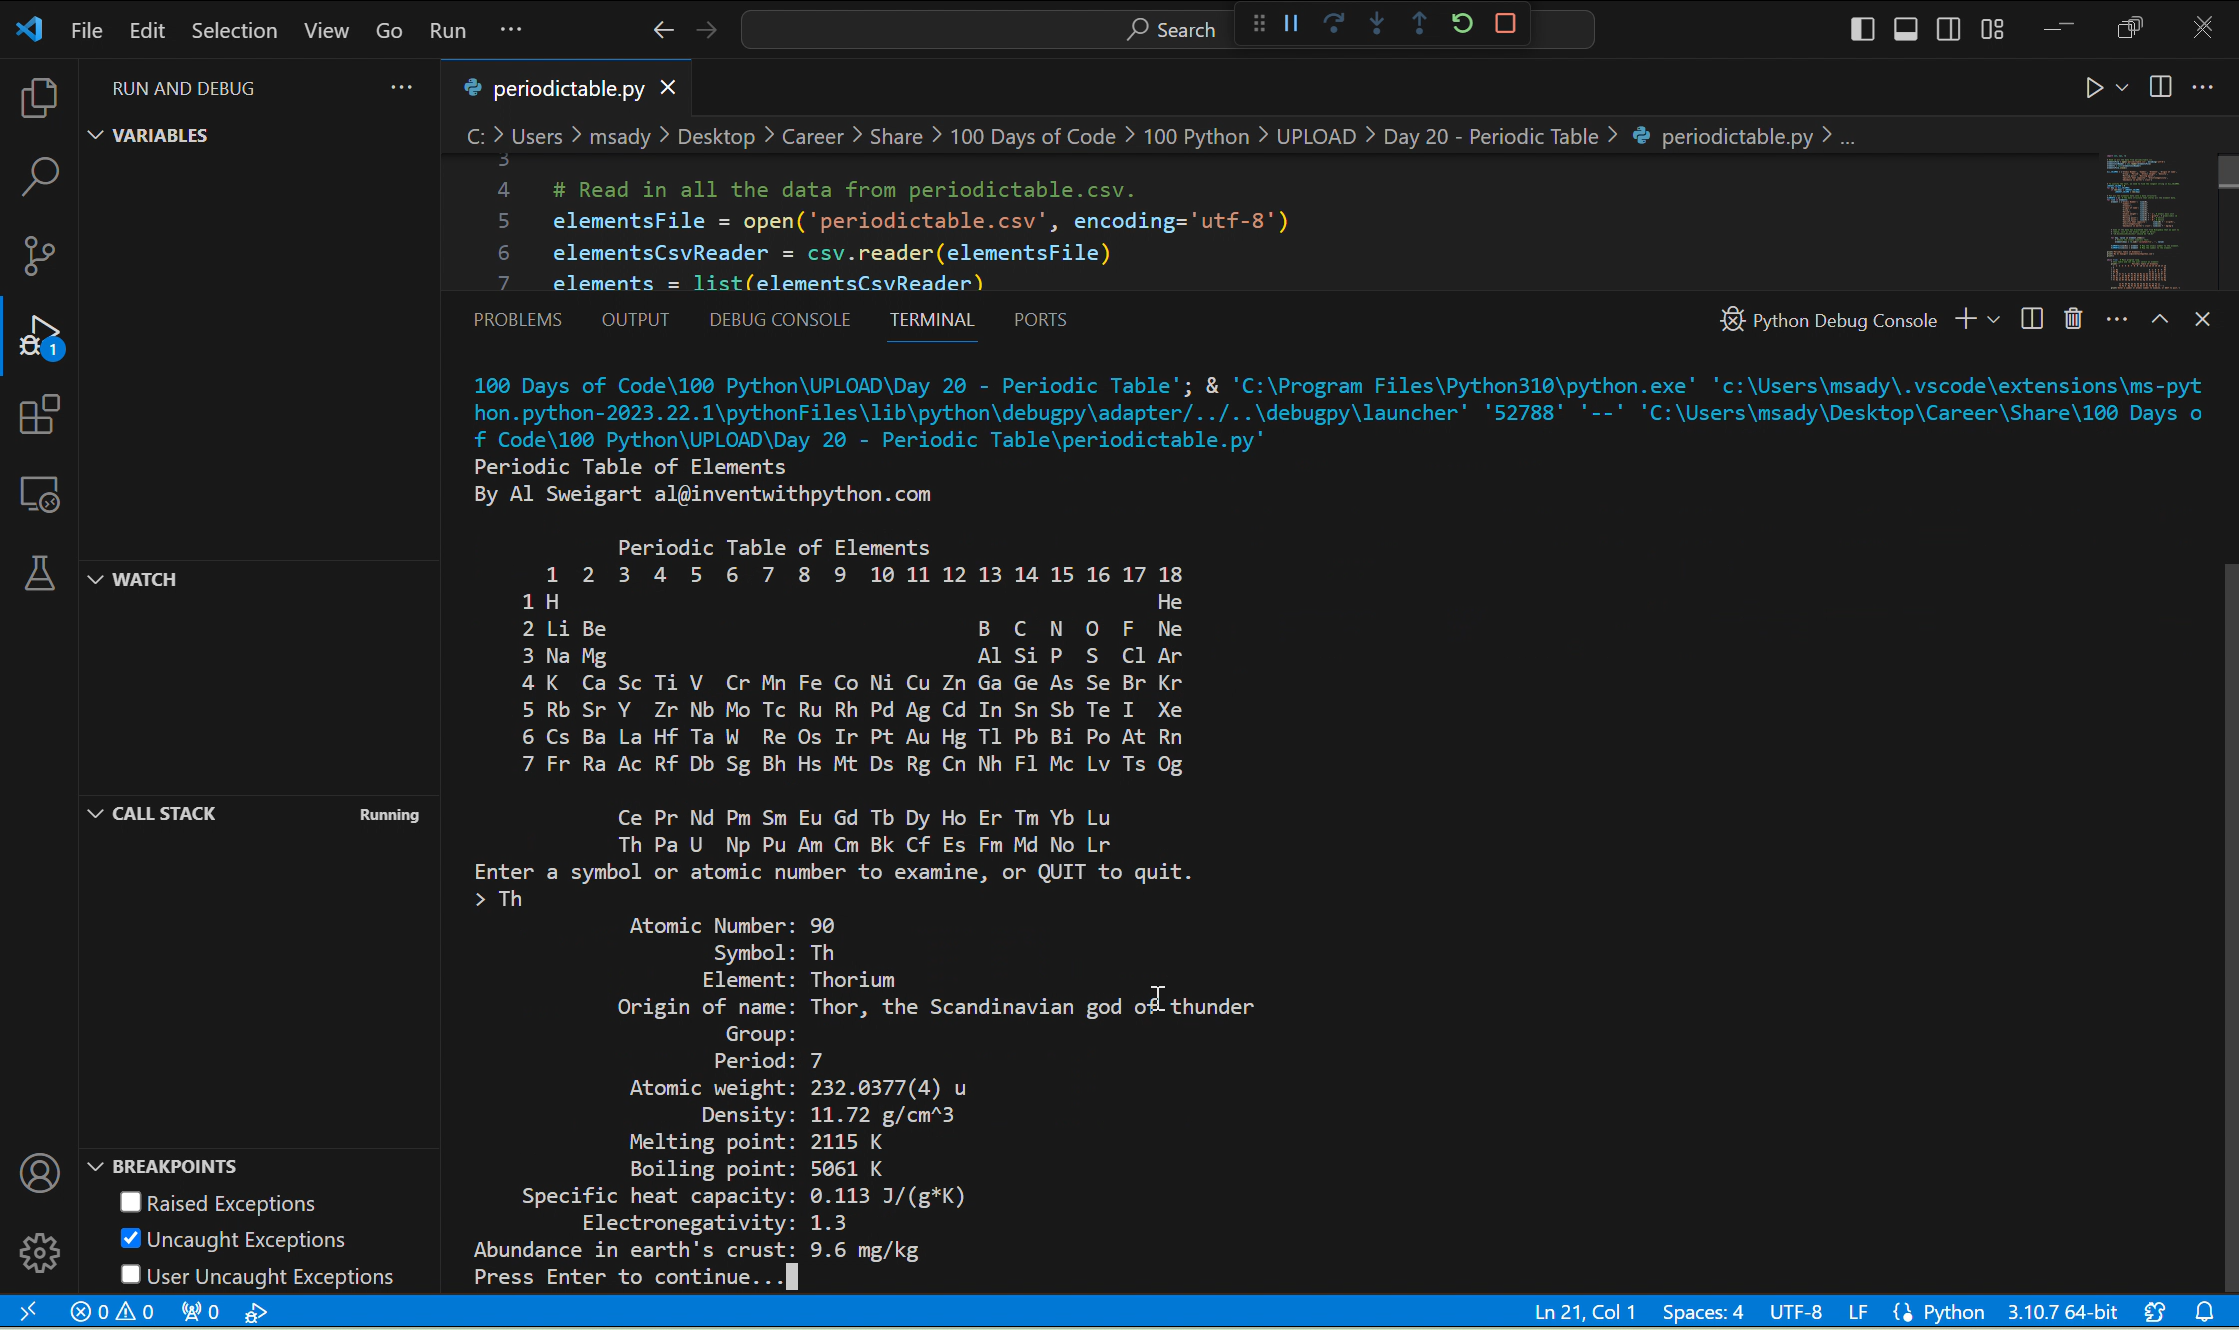 File Edit Selection View Go Run ··· Search
RUN AND DEBUG ···
periodictable.py
VARIABLES
C: > Users > msady > Desktop > Career > Share > 100 Days of Code > 100 Python > UPLOAD > Day 20 - Periodic Table > periodictable.py > ...
3
4 # Read in all the data from periodictable.csv.
5 elementsFile = open('periodictable.csv', encoding='utf-8')
6 elementsCsvReader = csv.reader(elementsFile)
7 elements = list(elementsCsvReader)
PROBLEMS OUTPUT DEBUG CONSOLE TERMINAL PORTS Python Debug Console
1
100 Days of Code\100 Python\UPLOAD\Day 20 - Periodic Table'; & 'C:\Program Files\Python310\python.exe' 'c:\Users\msady\.vscode\extensions\ms-pyt
hon.python-2023.22.1\pythonFiles\lib\python\debugpy\adapter/../..\debugpy\launcher' '52788' '--' 'C:\Users\msady\Desktop\Career\Share\100 Days o
f Code\100 Python\UPLOAD\Day 20 - Periodic Table\periodictable.py'
Periodic Table of Elements
By Al Sweigart al@inventwithpython.com
Periodic Table of Elements
1 2 3 4 5 6 7 8 9 10 11 12 13 14 15 16 17 18
1 H He
2 Li Be B C N O F Ne
3 Na Mg Al Si P S Cl Ar
4 K Ca Sc Ti V Cr Mn Fe Co Ni Cu Zn Ga Ge As Se Br Kr
5 Rb Sr Y Zr Nb Mo Tc Ru Rh Pd Ag Cd In Sn Sb Te I Xe
6 Cs Ba La Hf Ta W Re Os Ir Pt Au Hg Tl Pb Bi Po At Rn
7 Fr Ra Ac Rf Db Sg Bh Hs Mt Ds Rg Cn Nh Fl Mc Lv Ts Og
Ce Pr Nd Pm Sm Eu Gd Tb Dy Ho Er Tm Yb Lu
Th Pa U Np Pu Am Cm Bk Cf Es Fm Md No Lr
Enter a symbol or atomic number to examine, or QUIT to quit.
> Th
Atomic Number: 90
Symbol: Th
Element: Thorium
Origin of name: Thor, the Scandinavian god of thunder
Group:
Period: 7
Atomic weight: 232.0377(4) u
Density: 11.72 g/cm^3
Melting point: 2115 K
Boiling point: 5061 K
Specific heat capacity: 0.113 J/(g*K)
Electronegativity: 1.3
Abundance in earth's crust: 9.6 mg/kg
Press Enter to continue...
WATCH
CALL STACK Running
BREAKPOINTS
Raised Exceptions
Uncaught Exceptions
User Uncaught Exceptions
0 0 0 Ln 21, Col 1 Spaces: 4 UTF-8 LF Python 3.10.7 64-bit